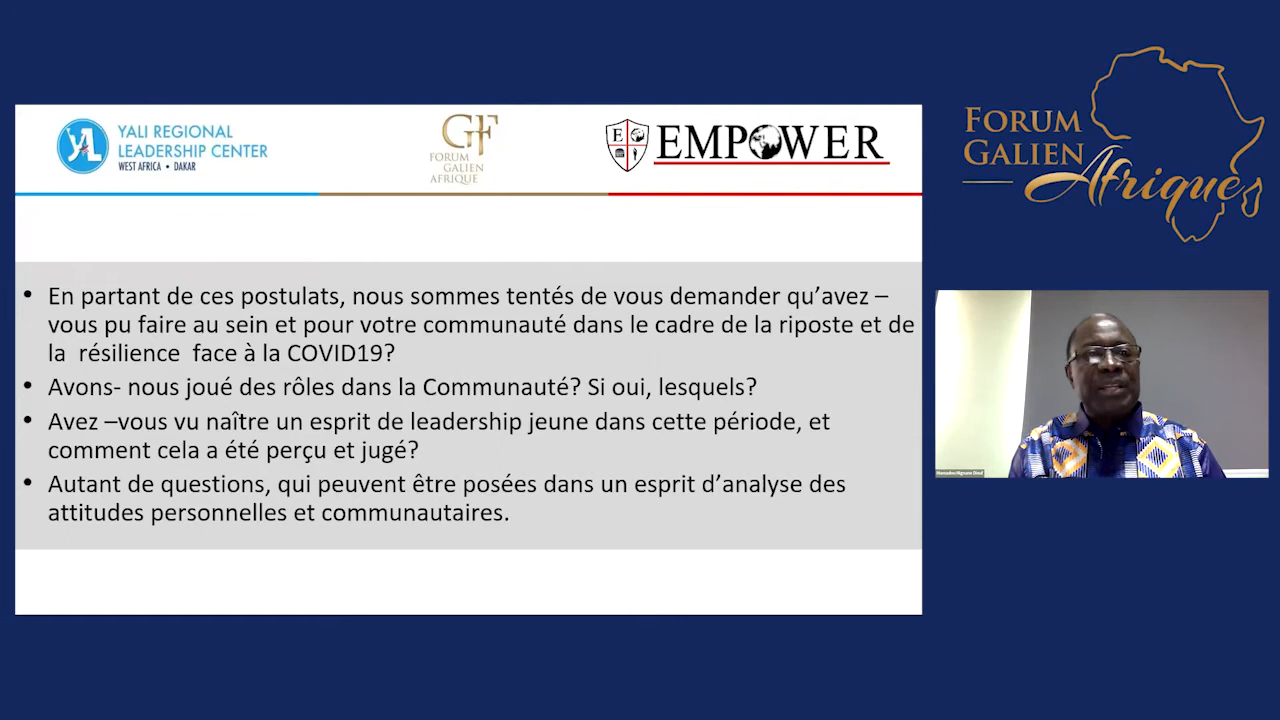 YALI REGIONAL
LEADERSHIP CENTER
WEST AFRICA • DAKAR
GF
FORUM
GALIEN
AFRIQUE
E
EMPOWER
• En partant de ces postulats, nous sommes tentés de vous demander qu’avez –
vous pu faire au sein et pour votre communauté dans le cadre de la riposte et de
la résilience face à la COVID19?
• Avons- nous joué des rôles dans la Communauté? Si oui, lesquels?
• Avez –vous vu naître un esprit de leadership jeune dans cette période, et
comment cela a été perçu et jugé?
• Autant de questions, qui peuvent être posées dans un esprit d’analyse des
attitudes personnelles et communautaires.
FORUM
GALIEN
Afrique